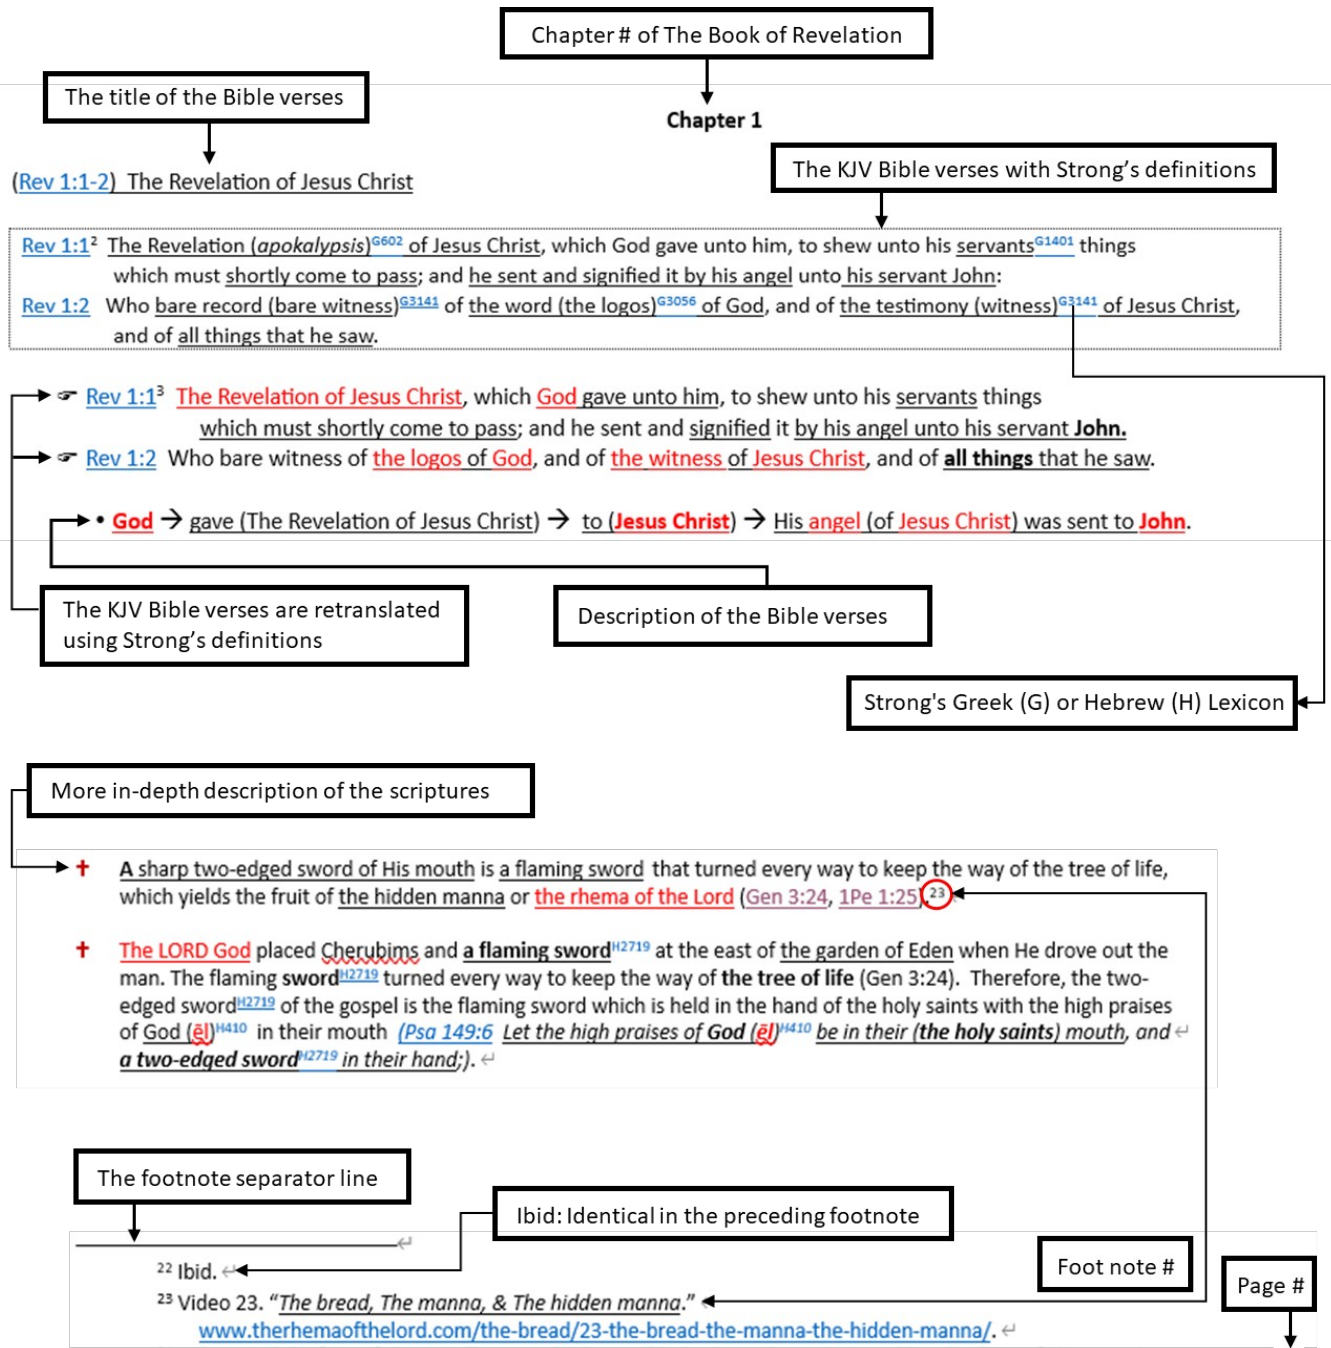 Chapter # of The Book of Revelation
The title of the Bible verses
Chapter 1
The KJV Bible verses with Strong’s definitions
(Rev 1:1-2) The Revelation of Jesus Christ
Rev 1:1² The Revelation (apokalypsis)G602 of Jesus Christ, which God gave unto him, to shew unto his servantsG1401 things
which must shortly come to pass; and he sent and signified it by his angel unto his servant John:
Rev 1:2 Who bare record (bare witness)G3141 of the word (the logos)G3056 of God, and of the testimony (witness)G3141 of Jesus Christ,
and of all things that he saw.
☞ Rev 1:1³ The Revelation of Jesus Christ, which God gave unto him, to shew unto his servants things
which must shortly come to pass; and he sent and signified it by his angel unto his servant John.
☞ Rev 1:2 Who bare witness of the logos of God, and of the witness of Jesus Christ, and of all things that he saw.
• God → gave (The Revelation of Jesus Christ) → to (Jesus Christ) → His angel (of Jesus Christ) was sent to John.
The KJV Bible verses are retranslated
using Strong’s definitions
Description of the Bible verses
Strong's Greek (G) or Hebrew (H) Lexicon
More in-depth description of the scriptures
✝ A sharp two-edged sword of His mouth is a flaming sword that turned every way to keep the way of the tree of life,
which yields the fruit of the hidden manna or the rhema of the Lord (Gen 3:24, 1Pe 1:25).²³
✝ The LORD God placed Cherubims and a flaming swordH2719 at the east of the garden of Eden when He drove out the
man. The flaming swordH2719 turned every way to keep the way of the tree of life (Gen 3:24). Therefore, the two-
edged swordH2719 of the gospel is the flaming sword which is held in the hand of the holy saints with the high praises
of God (ēl)H410 in their mouth (Psa 149:6 Let the high praises of God (ēl)H410 be in their (the holy saints) mouth, and ↵
a two-edged swordH2719 in their hand;). ↵
The footnote separator line
Ibid: Identical in the preceding footnote
Foot note #
Page #
²² Ibid. ↵
²³ Video 23. “The bread, The manna, & The hidden manna.”
www.therhemaofthelord.com/the-bread/23-the-bread-the-manna-the-hidden-manna/. ↵